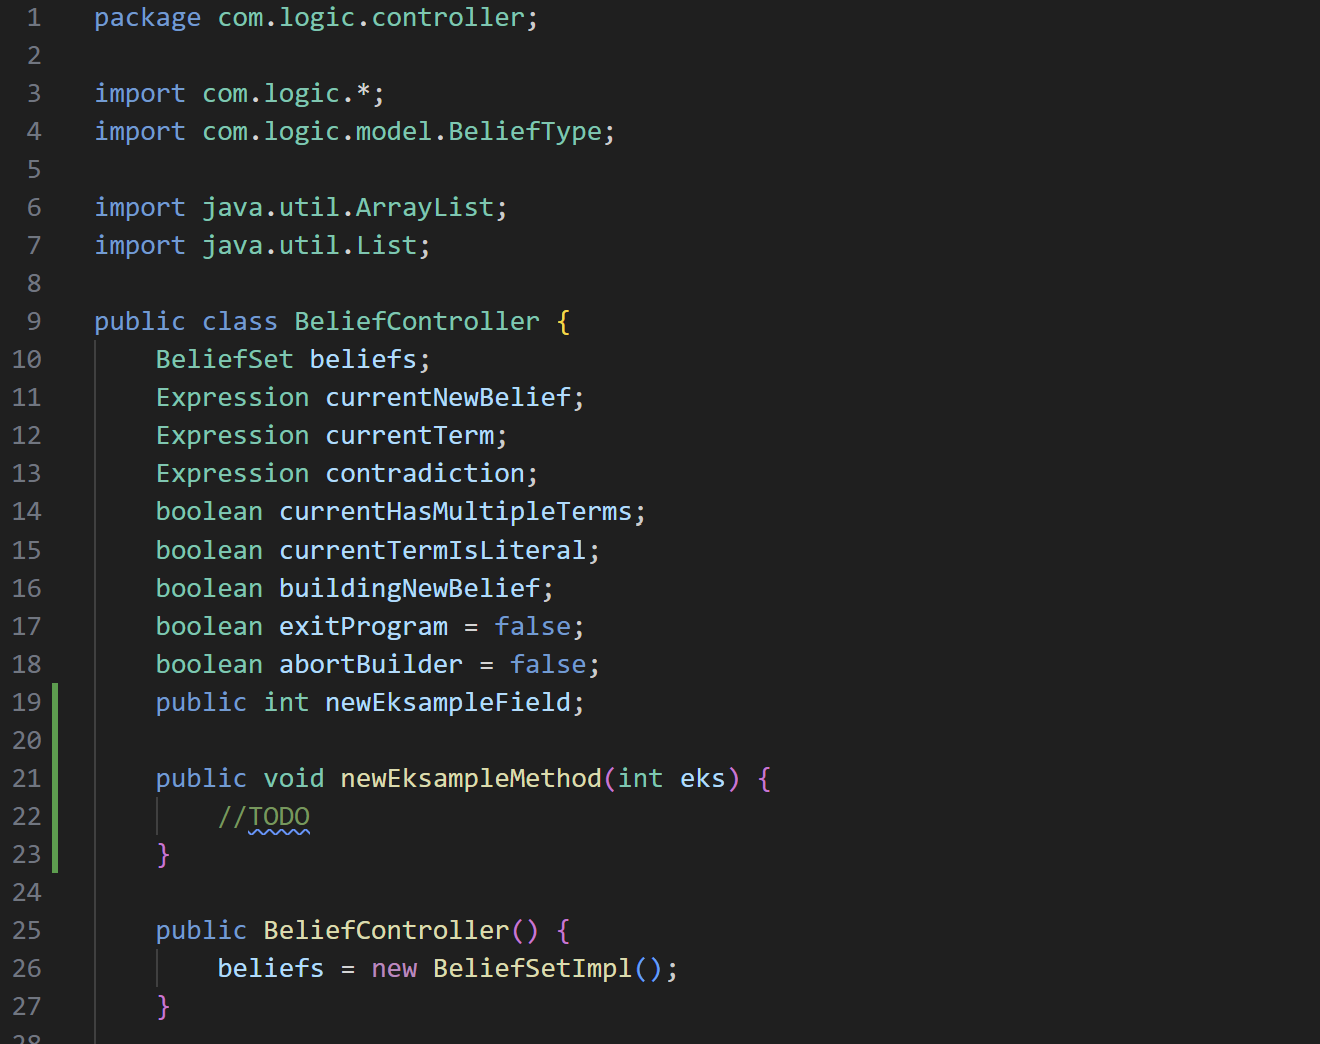 1 package com.logic.controller;
2
3 import com.logic.*;
4 import com.logic.model.BeliefType;
5
6 import java.util.ArrayList;
7 import java.util.List;
8
9 public class BeliefController {
10 BeliefSet beliefs;
11 Expression currentNewBelief;
12 Expression currentTerm;
13 Expression contradiction;
14 boolean currentHasMultipleTerms;
15 boolean currentTermIsLiteral;
16 boolean buildingNewBelief;
17 boolean exitProgram = false;
18 boolean abortBuilder = false;
19 public int newEksampleField;
20
21 public void newEksampleMethod(int eks) {
22 //TODO
23 }
24
25 public BeliefController() {
26 beliefs = new BeliefSetImpl();
27 }
28